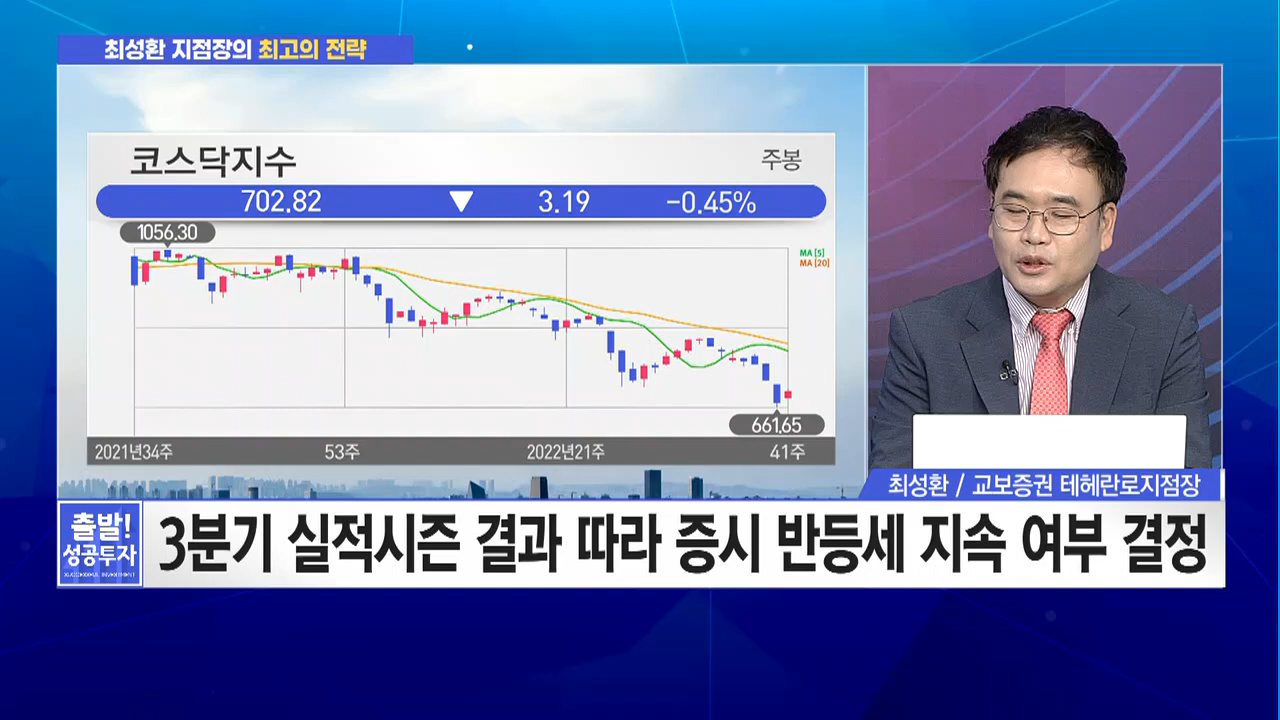 최성환 지점장의 최고의 전략
코스닥지수
주봉
702.82 ▼ 3.19 -0.45%
1056.30
MA [5]
MA [20]
661.65
2021년34주 53주 2022년21주 41주
최성환 / 교보증권 테헤란로지점장
출발!
성공투자
3분기 실적시즌 결과 따라 증시 반등세 지속 여부 결정